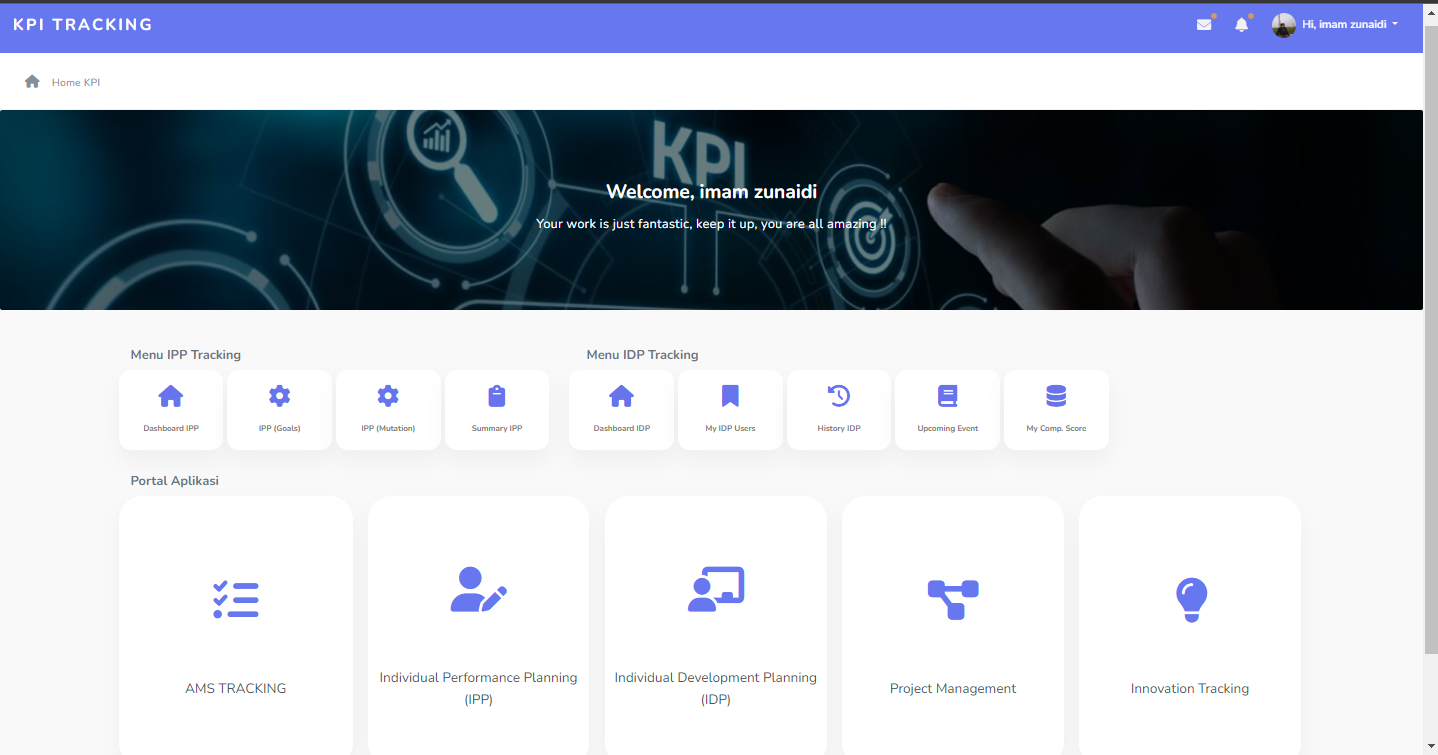 KPI TRACKING
Hi, imam zunaidi
Home KPI
KPI
Welcome, imam zunaidi
Your work is just fantastic, keep it up, you are all amazing !!
Menu IPP Tracking
Menu IDP Tracking
Dashboard IPP
IPP (Goals)
IPP (Mutation)
Summary IPP
Dashboard IDP
My IDP Users
History IDP
Upcoming Event
My Comp. Score
Portal Aplikasi
AMS TRACKING
Individual Performance Planning
(IPP)
Individual Development Planning
(IDP)
Project Management
Innovation Tracking